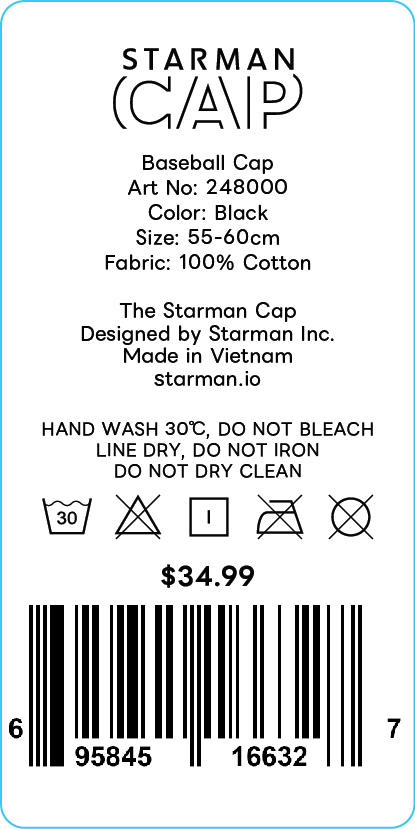 STARMAN
CAP
Baseball Cap
Art No: 248000
Color: Black
Size: 55-60cm
Fabric: 100% Cotton
The Starman Cap
Designed by Starman Inc.
Made in Vietnam
starman.io
HAND WASH 30℃, DO NOT BLEACH
LINE DRY, DO NOT IRON
DO NOT DRY CLEAN
30
$34.99
6 95845 16632 7